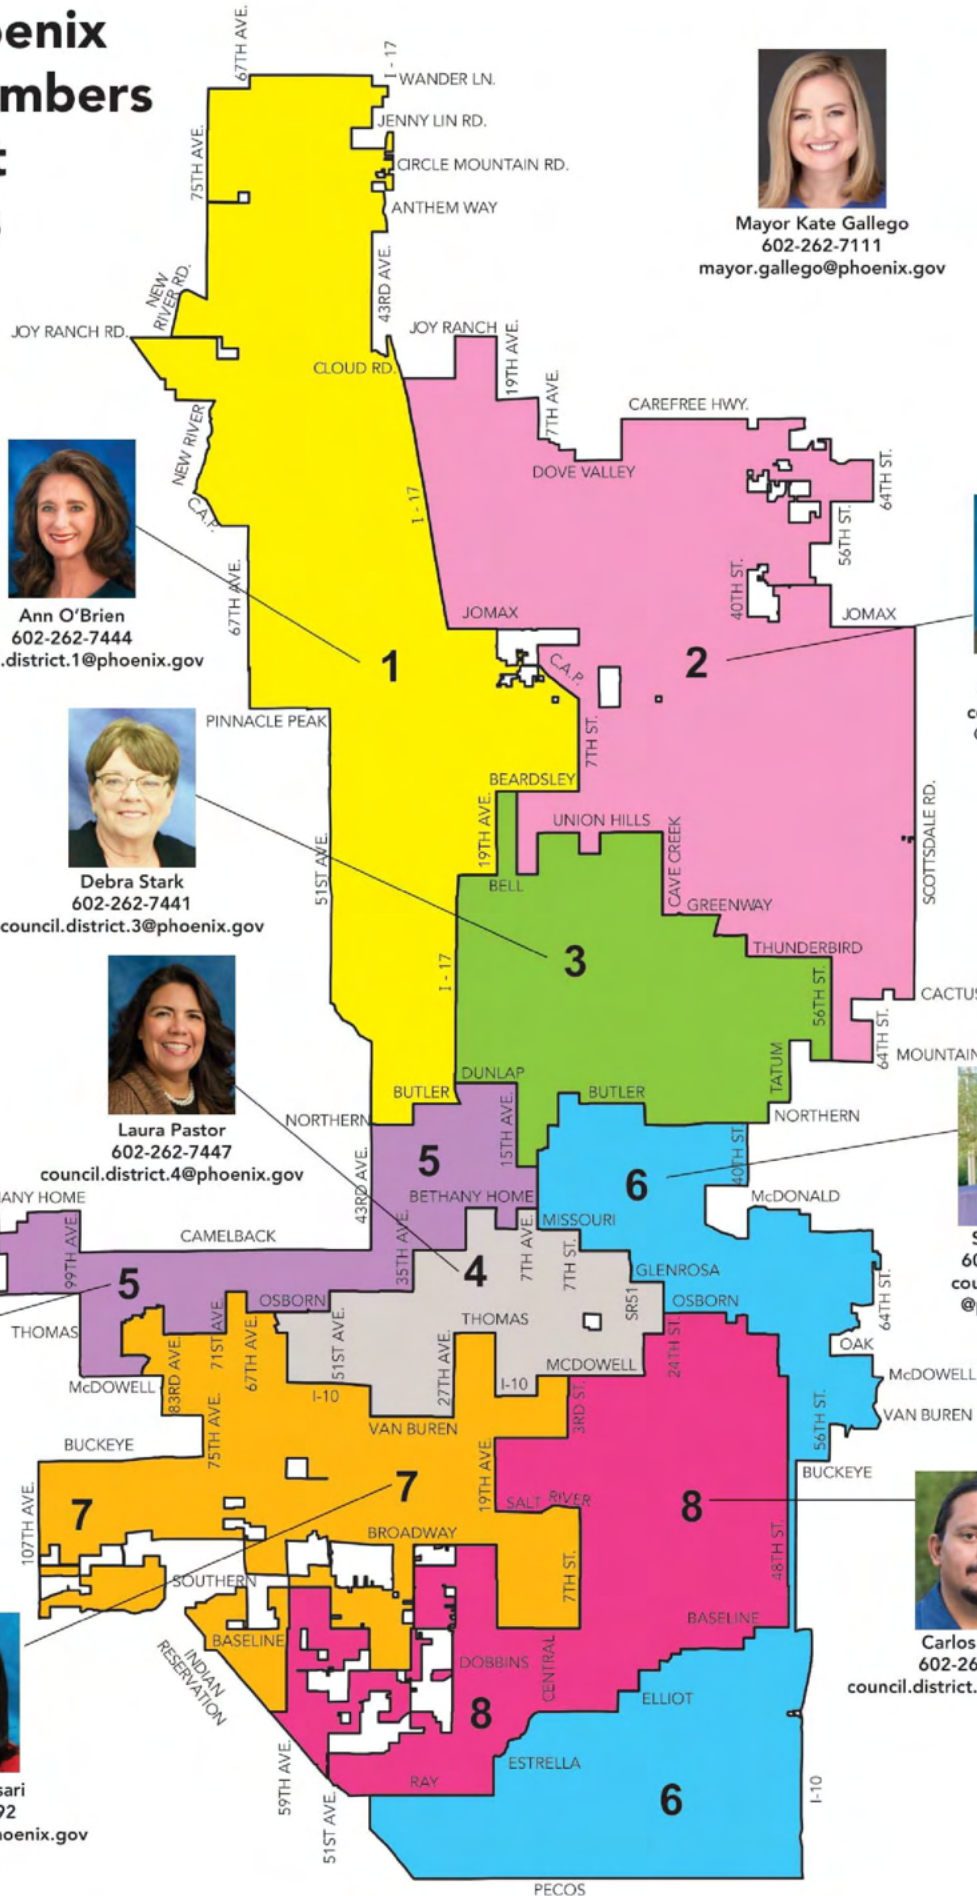 oenix
mbers
t
67TH AVE.
I - 17
WANDER LN.
JENNY LIN RD.
75TH AVE.
CIRCLE MOUNTAIN RD.
ANTHEM WAY
Mayor Kate Gallego
602-262-7111
mayor.gallego@phoenix.gov
43RD AVE.
NEW
RIVER RD.
JOY RANCH RD.
JOY RANCH
19TH AVE.
CLOUD RD.
7TH AVE.
CAREFREE HWY.
NEW RIVER
DOVE VALLEY
64TH ST.
C.A.P.
I - 17
56TH ST.
67TH AVE.
40TH ST.
Ann O'Brien
602-262-7444
.district.1@phoenix.gov
JOMAX
JOMAX
1
2
C.A.P.
PINNACLE PEAK
7TH ST.
BEARDSLEY
19TH AVE.
UNION HILLS
SCOTTSDALE RD.
51ST AVE.
CAVE CREEK
Debra Stark
602-262-7441
council.district.3@phoenix.gov
BELL
GREENWAY
THUNDERBIRD
3
I - 17
56TH ST.
CACTUS
64TH ST.
MOUNTAIN
DUNLAP
TATUM
BUTLER
BUTLER
NORTHERN
NORTHERN
15TH AVE.
40TH ST.
Laura Pastor
602-262-7447
council.district.4@phoenix.gov
5
6
43RD AVE.
ANY HOME
BETHANY HOME
McDONALD
MISSOURI
CAMELBACK
99TH AVE.
35TH AVE.
7TH AVE.
7TH ST.
4
5
GLENROSA
64TH ST.
SR51
OSBORN
OSBORN
THOMAS
THOMAS
71ST AVE.
67TH AVE.
51ST AVE.
24TH ST.
OAK
27TH AVE.
MCDOWELL
McDOWELL
McDOWELL
83RD AVE.
I-10
I-10
3RD ST.
VAN BUREN
VAN BUREN
75TH AVE.
56TH ST.
BUCKEYE
BUCKEYE
19TH AVE.
107TH AVE.
7
7
8
SALT RIVER
BROADWAY
48TH ST.
7TH ST.
SOUTHERN
BASELINE
BASELINE
INDIAN
RESERVATION
DOBBINS
CENTRAL
Carlos
602-26
council.district.
ELLIOT
8
ESTRELLA
59TH AVE.
RAY
6
I-10
51ST AVE.
sari
92
hoenix.gov
PECOS